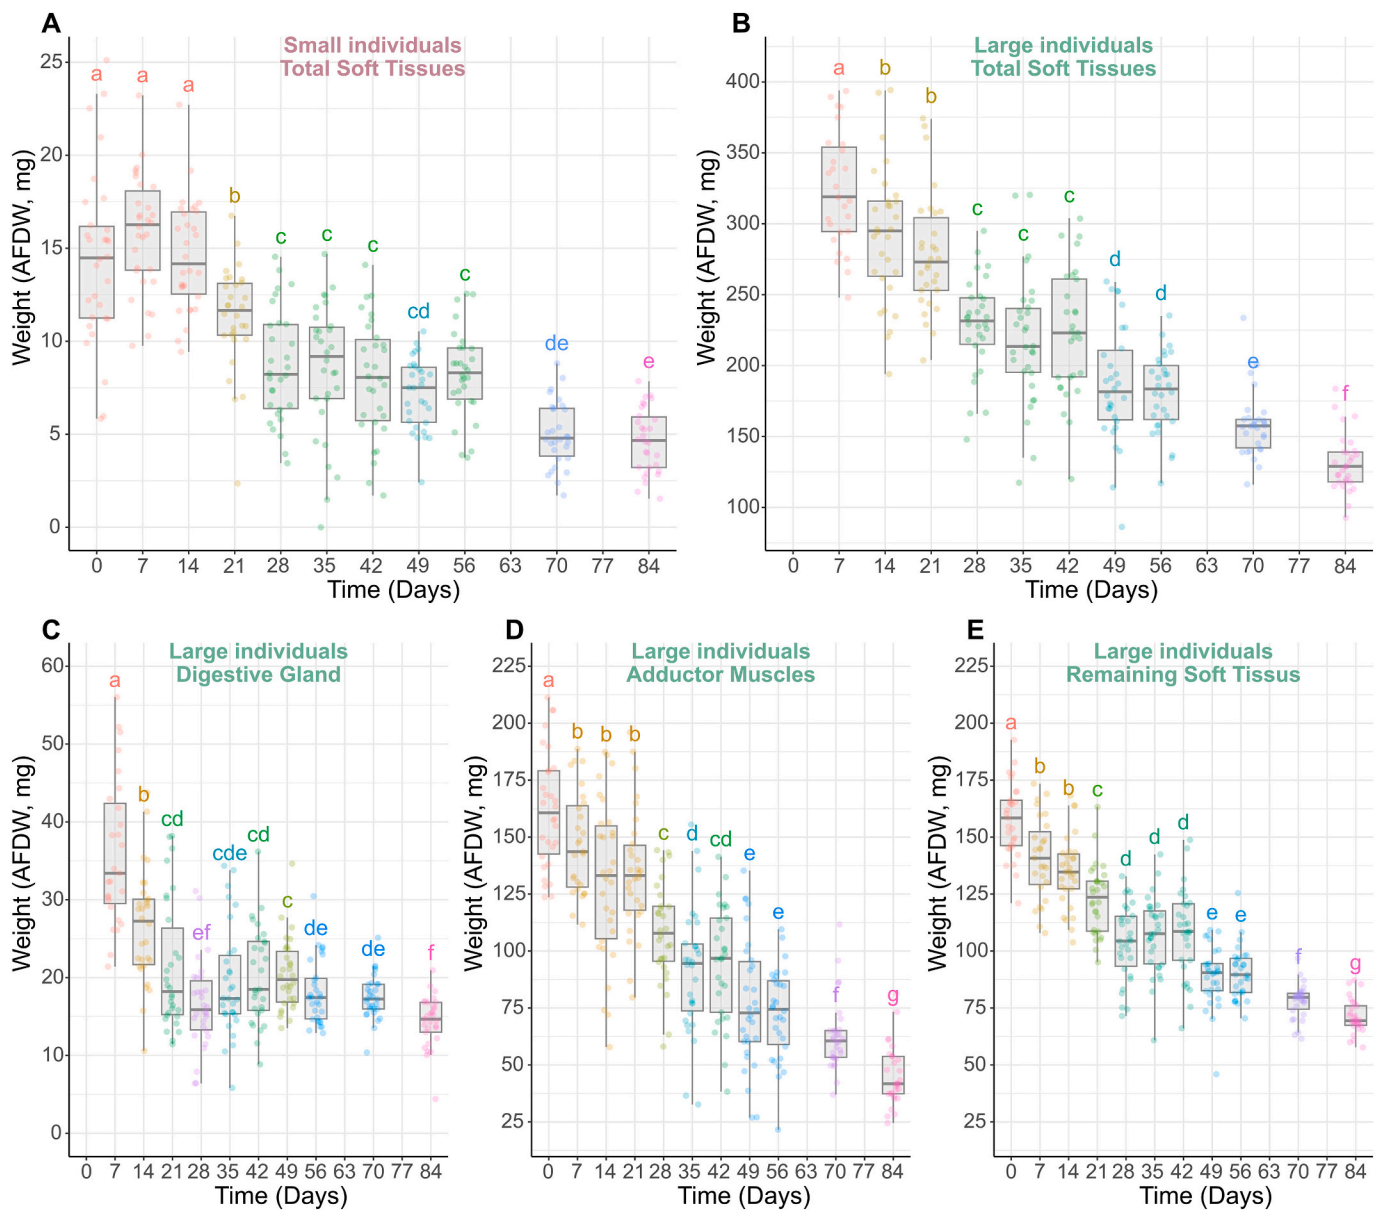 A
Small individuals
Total Soft Tissues
Weight (AFDW, mg)
25
20
15
10
5
0
a a a b c c c cd c de e
0 7 14 21 28 35 42 49 56 63 70 77 84
Time (Days)
B
Large individuals
Total Soft Tissues
Weight (AFDW, mg)
400
350
300
250
200
150
100
a b b c c c d d e f
0 7 14 21 28 35 42 49 56 63 70 77 84
Time (Days)
C
Large individuals
Digestive Gland
Weight (AFDW, mg)
60
50
40
30
20
10
0
a b cd ef cde cd c de de f
0 7 14 21 28 35 42 49 56 63 70 77 84
Time (Days)
D
Large individuals
Adductor Muscles
Weight (AFDW, mg)
225
200
175
150
125
100
75
50
25
a b b b c d cd e e f g
0 7 14 21 28 35 42 49 56 63 70 77 84
Time (Days)
E
Large individuals
Remaining Soft Tissus
Weight (AFDW, mg)
225
200
175
150
125
100
75
50
25
a b b c d d d e e f g
0 7 14 21 28 35 42 49 56 63 70 77 84
Time (Days)